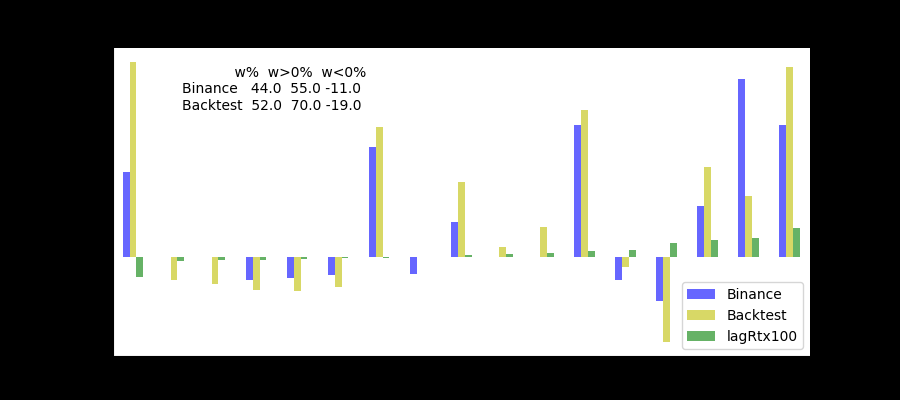 w% w>0% w<0%
Binance 44.0 55.0 -11.0
Backtest 52.0 70.0 -19.0
Binance
Backtest
lagRtx100